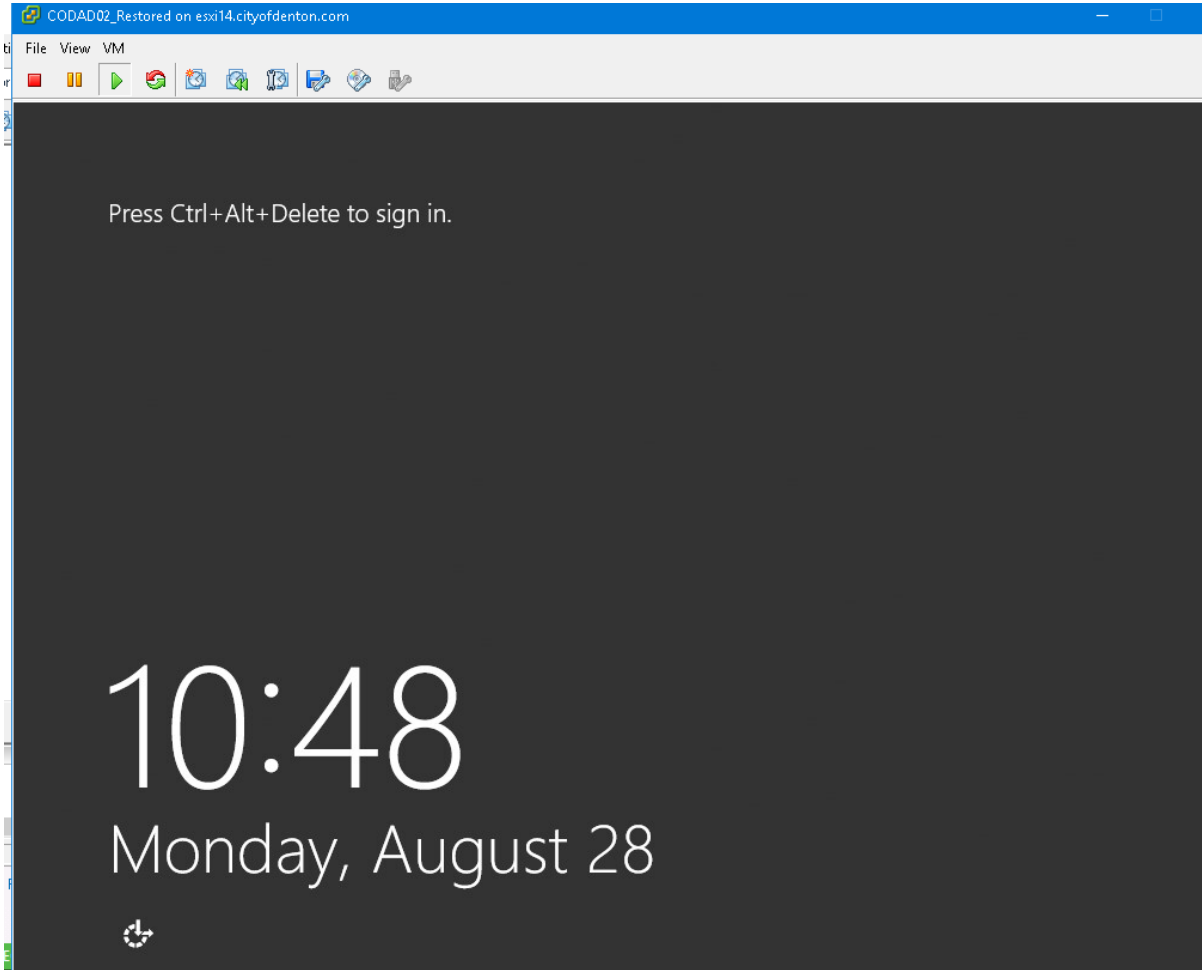 CODAD02_Restored on esxi14.cityofdenton.com
File View VM
Press Ctrl+Alt+Delete to sign in.
10:48
Monday, August 28